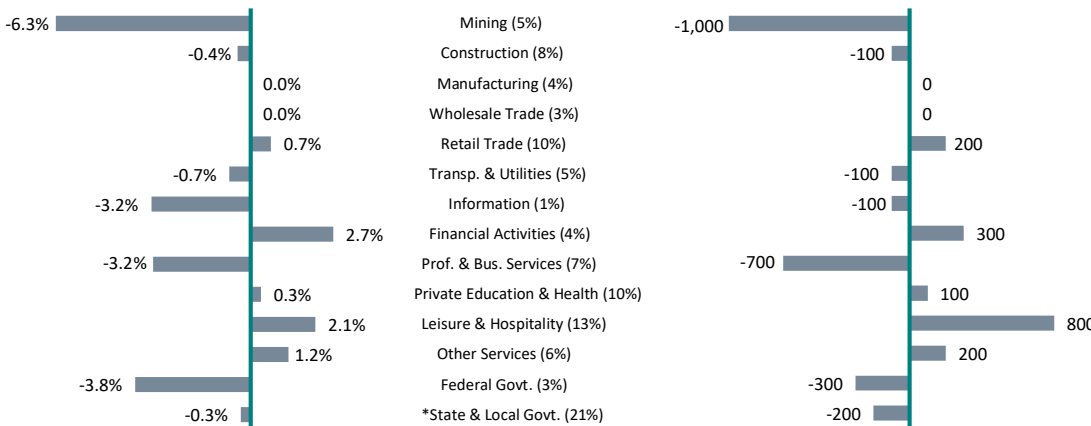 -6.3% Mining (5%) -1,000
-0.4% Construction (8%) -100
0.0% Manufacturing (4%) 0
0.0% Wholesale Trade (3%) 0
0.7% Retail Trade (10%) 200
-0.7% Transp. & Utilities (5%) -100
-3.2% Information (1%) -100
2.7% Financial Activities (4%) 300
-3.2% Prof. & Bus. Services (7%) -700
0.3% Private Education & Health (10%) 100
2.1% Leisure & Hospitality (13%) 800
1.2% Other Services (6%) 200
-3.8% Federal Govt. (3%) -300
-0.3% *State & Local Govt. (21%) -200